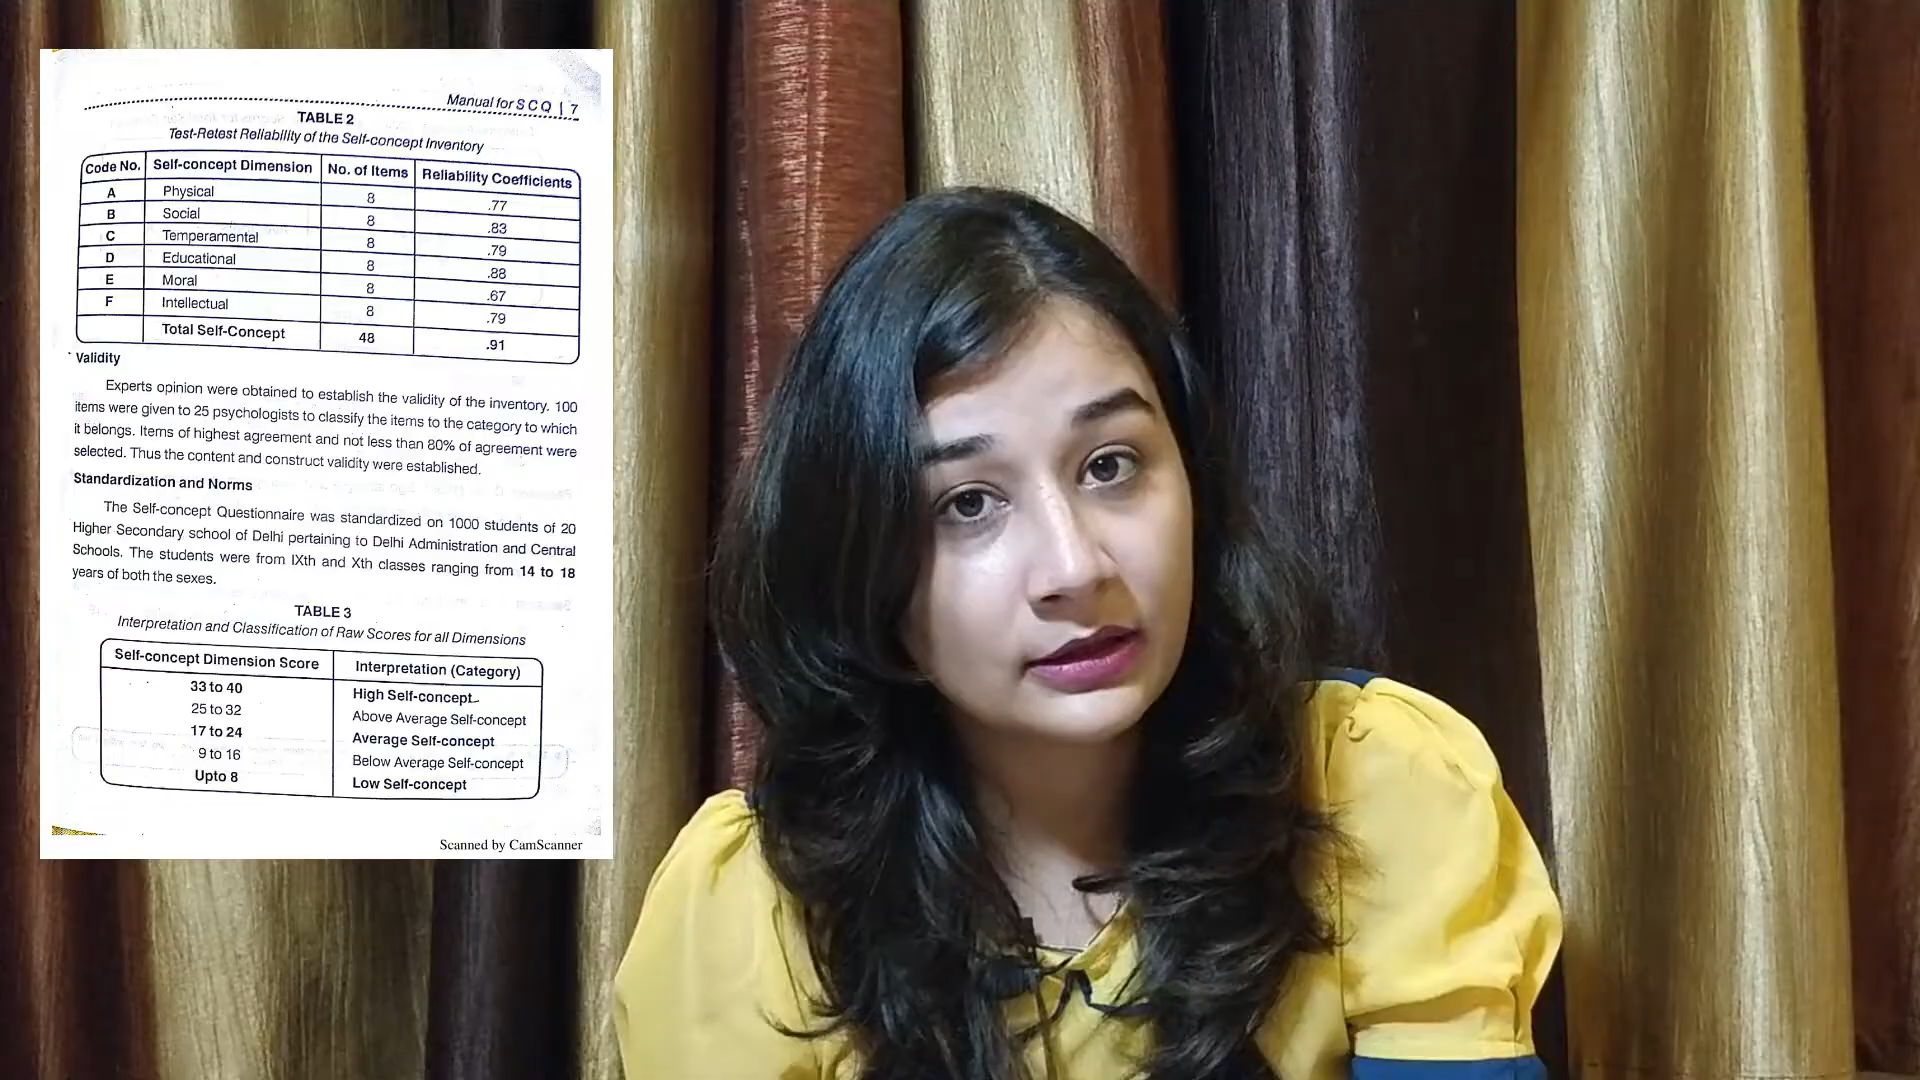 Manual for S C Q | 7
TABLE 2
Test-Retest Reliability of the Self-concept Inventory
Code No. Self-concept Dimension No. of Items Reliability Coefficients
A Physical 8 .77
B Social 8 .83
C Temperamental 8 .79
D Educational 8 .88
E Moral 8 .67
F Intellectual 8 .79
Total Self-Concept 48 .91
Validity
Experts opinion were obtained to establish the validity of the inventory. 100
items were given to 25 psychologists to classify the items to the category to which
it belongs. Items of highest agreement and not less than 80% of agreement were
selected. Thus the content and construct validity were established.
Standardization and Norms
The Self-concept Questionnaire was standardized on 1000 students of 20
Higher Secondary school of Delhi pertaining to Delhi Administration and Central
Schools. The students were from IXth and Xth classes ranging from 14 to 18
years of both the sexes.
TABLE 3
Interpretation and Classification of Raw Scores for all Dimensions
Self-concept Dimension Score Interpretation (Category)
33 to 40 High Self-concept
25 to 32 Above Average Self-concept
17 to 24 Average Self-concept
9 to 16 Below Average Self-concept
Upto 8 Low Self-concept
Scanned by CamScanner